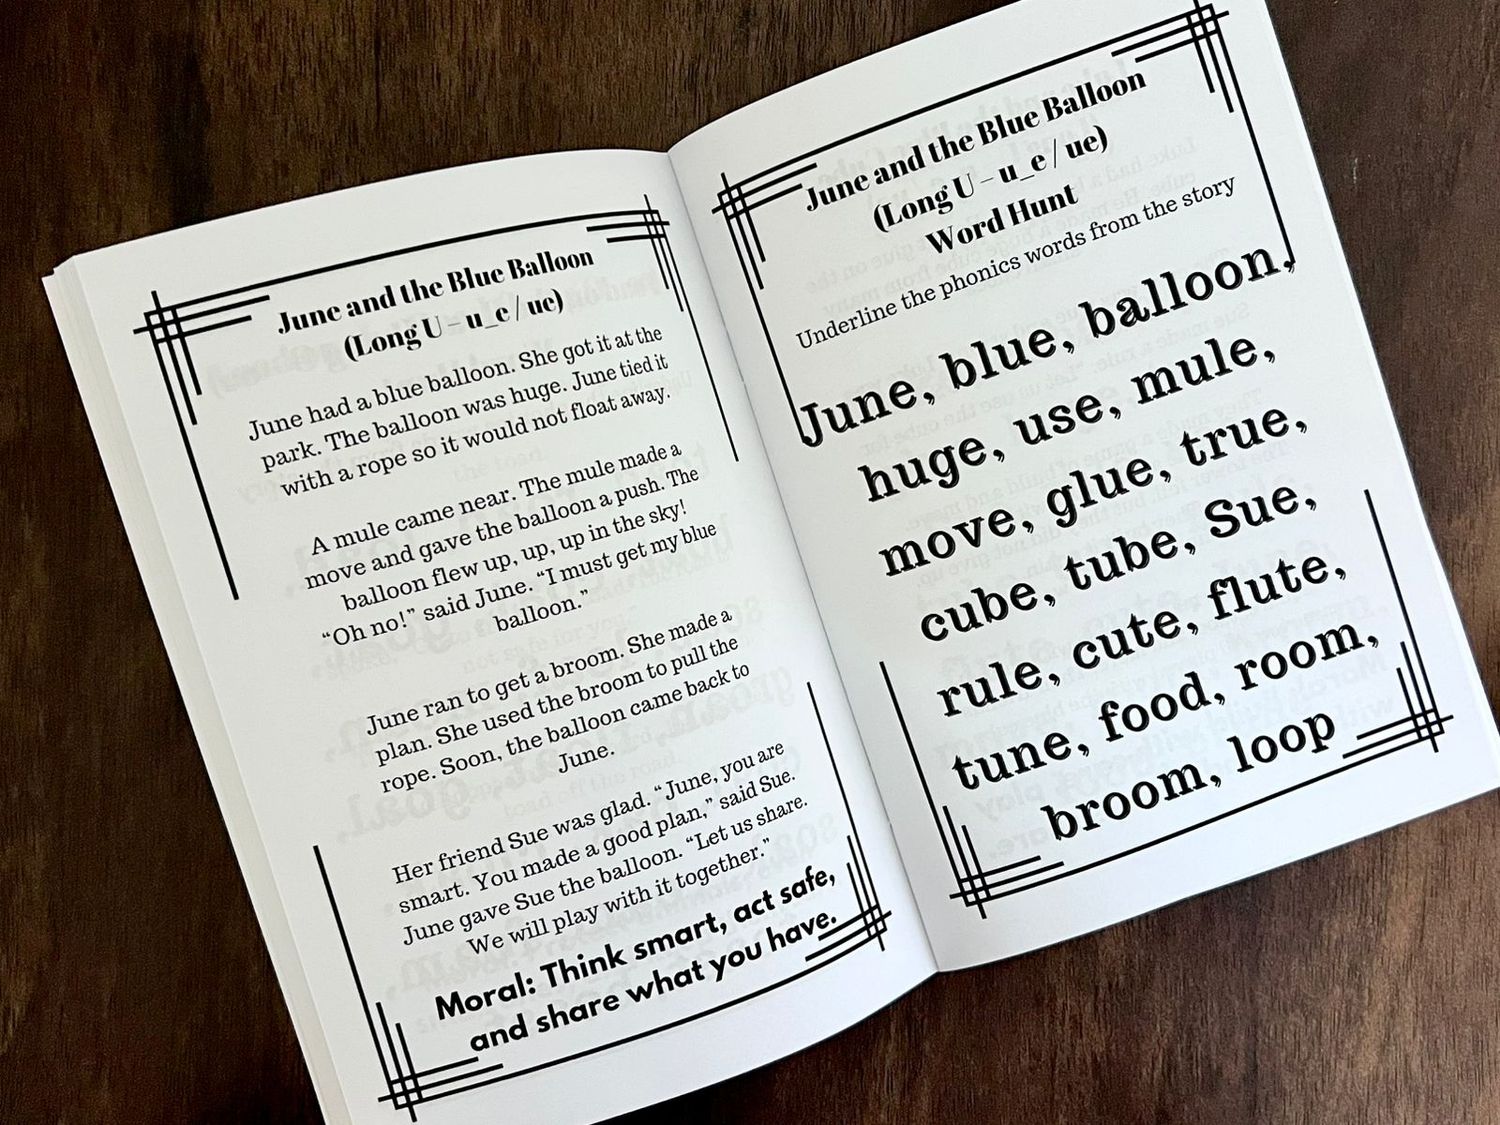 June and the Blue Balloon
(Long U – u_e / ue)
June had a blue balloon. She got it at the
park. The balloon was huge. June tied it
with a rope so it would not float away.
A mule came near. The mule made a
move and gave the balloon a push. The
balloon flew up, up, up in the sky!
“Oh no!” said June. “I must get my blue
balloon.”
June ran to get a broom. She made a
plan. She used the broom to pull the
rope. Soon, the balloon came back to
June.
Her friend Sue was glad. “June, you are
smart. You made a good plan,” said Sue.
June gave Sue the balloon. “Let us share.
We will play with it together.”
Moral: Think smart, act safe,
and share what you have.
June and the Blue Balloon
(Long U – u_e / ue)
Word Hunt
Underline the phonics words from the story
June, blue, balloon,
huge, use, mule,
move, glue, true,
cube, tube, Sue,
rule, cute, flute,
tune, food, room,
broom, loop